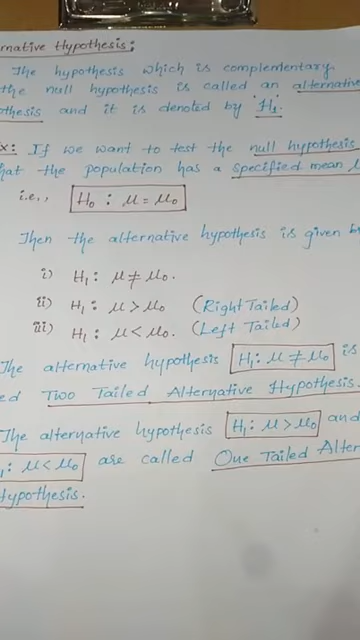 rnative Hypothesis:
The hypothesis which is complementary
the null hypothesis is called an alternative
othesis and it is denoted by H₁.
x: If we want to test the null hypothesis
hat the population has a specified mean
i.e., H₀ : μ = μ₀
Then the alternative hypothesis is given by
i) H₁ : μ ≠ μ₀.
ii) H₁ : μ > μ₀ (Right Tailed)
iii) H₁ : μ < μ₀. (Left Tailed)
The alternative hypothesis H₁ : μ ≠ μ₀ is
ed Two Tailed Alternative Hypothesis.
The alternative hypothesis H₁ : μ > μ₀ and
₁ : μ < μ₀ are called One Tailed Alter
Hypothesis.